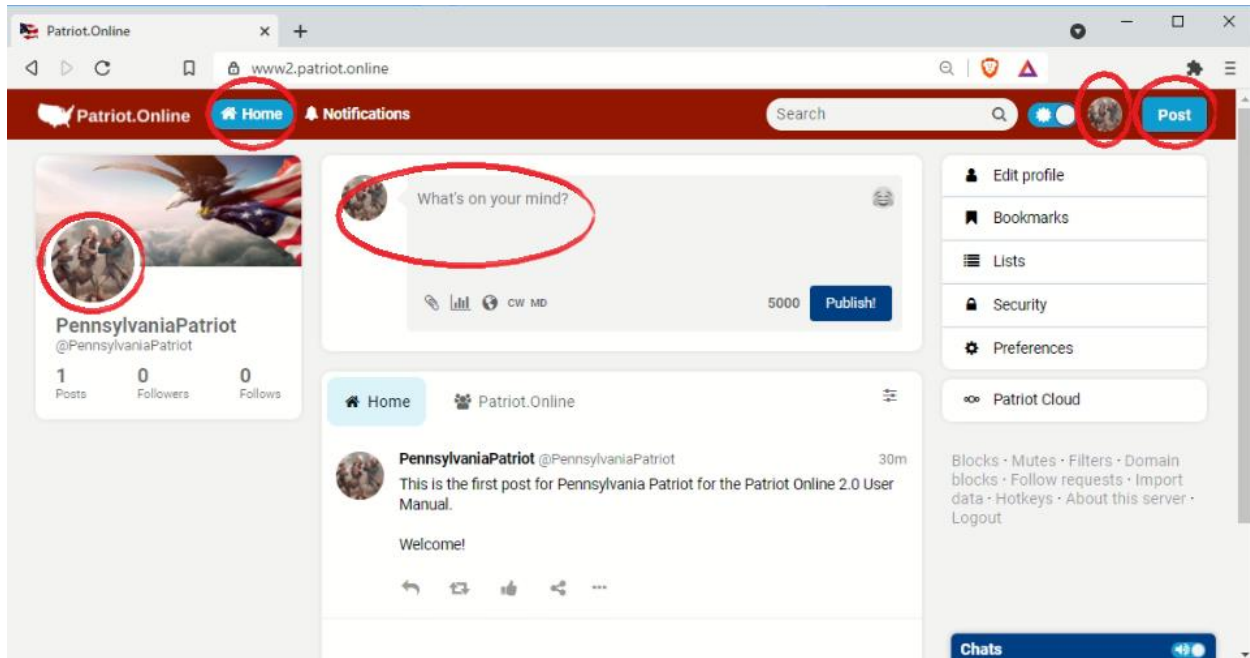 Patriot.Online
www2.patriot.online
Patriot.Online Home Notifications Search Post
What's on your mind?
CW MD 5000 Publish!
PennsylvaniaPatriot
@PennsylvaniaPatriot
1 0 0
Posts Followers Follows
Home Patriot.Online
PennsylvaniaPatriot @PennsylvaniaPatriot 30m
This is the first post for Pennsylvania Patriot for the Patriot Online 2.0 User
Manual.
Welcome!
Edit profile
Bookmarks
Lists
Security
Preferences
Patriot Cloud
Blocks · Mutes · Filters · Domain
blocks · Follow requests · Import
data · Hotkeys · About this server ·
Logout
Chats